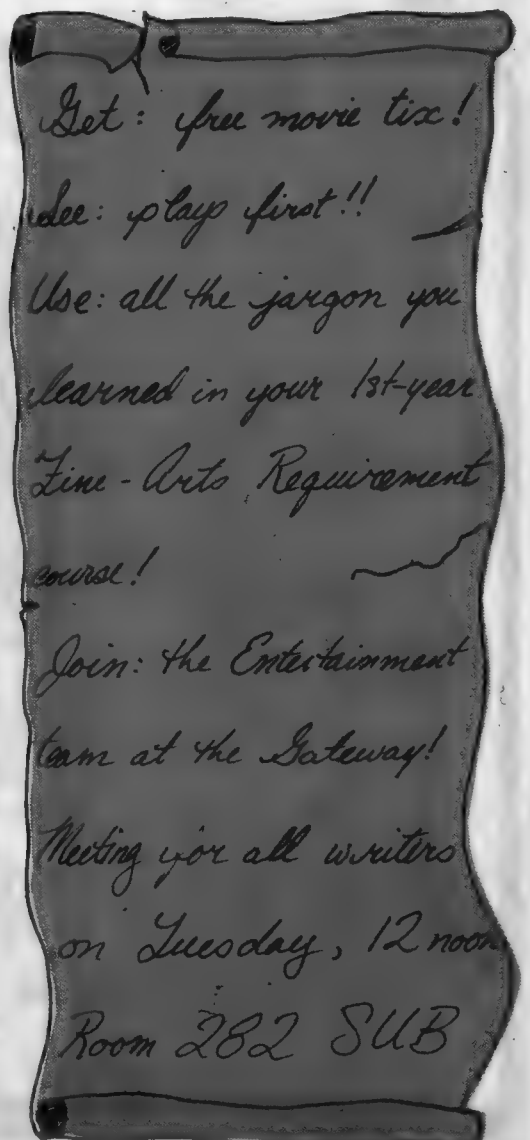 Get: free movie tix!
See: plays first!!
Use: all the jargon you
learned in your 1st-year
Fine-Arts Requirement
course!
Join: the Entertainment
team at the Gateway!
Meeting for all writers
on Tuesday, 12 noon
Room 282 SUB